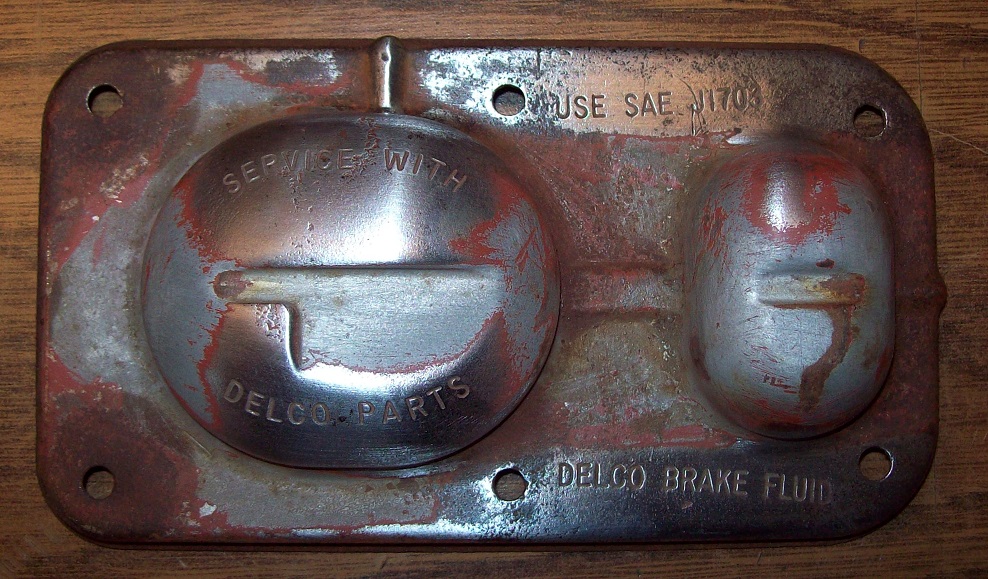 USE SAE J1703
SERVICE WITH
DELCO PARTS
DELCO BRAKE FLUID